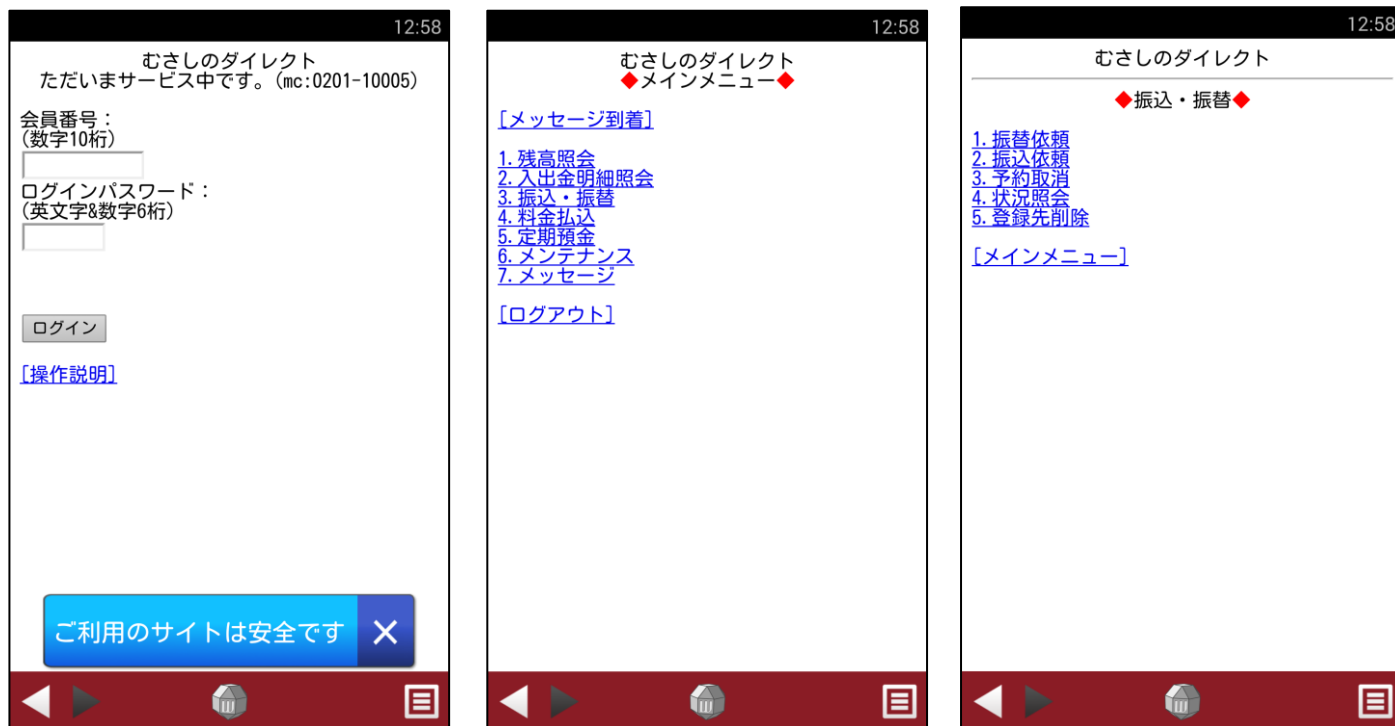 12:58
むさしのダイレクト
ただいまサービス中です。(mc:0201-10005)
会員番号：
(数字10桁)
ログインパスワード：
(英文字&数字6桁)
ログイン
[操作説明]
ご利用のサイトは安全です
12:58
むさしのダイレクト
◆メインメニュー◆
[メッセージ到着]
1.残高照会
2.入出金明細照会
3.振込・振替
4.料金払込
5.定期預金
6.メンテナンス
7.メッセージ
[ログアウト]
12:58
むさしのダイレクト
◆振込・振替◆
1.振替依頼
2.振込依頼
3.予約取消
4.状況照会
5.登録先削除
[メインメニュー]